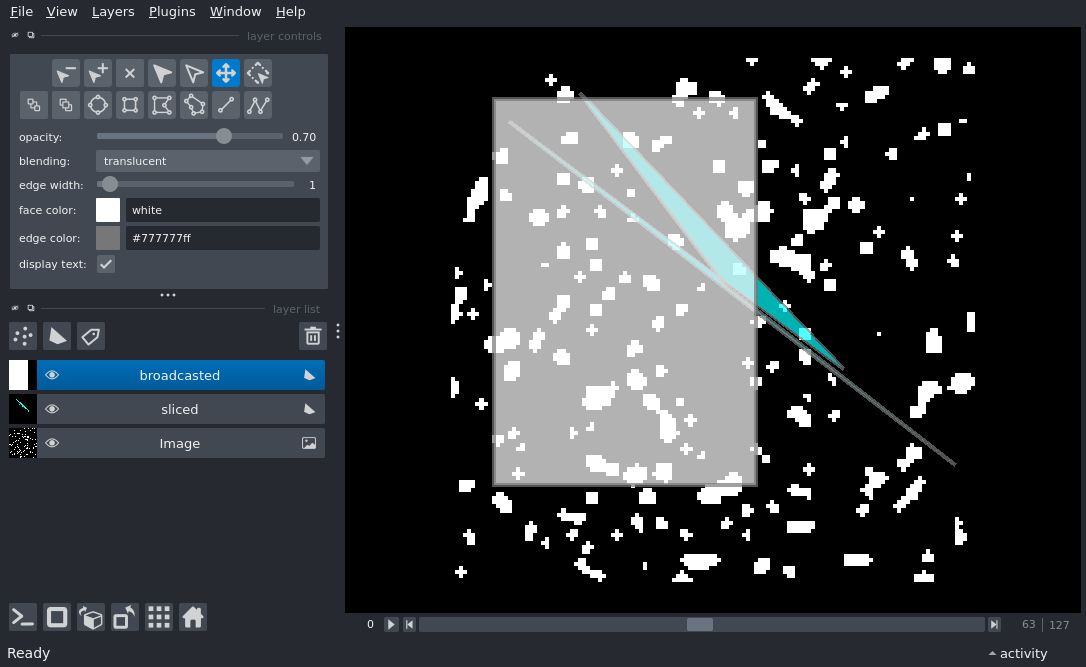 File View Layers Plugins Window Help
layer controls
opacity: 0.70
blending: translucent
edge width: 1
face color: white
edge color: #777777ff
display text:
layer list
broadcasted
sliced
Image
0 63 127
Ready activity